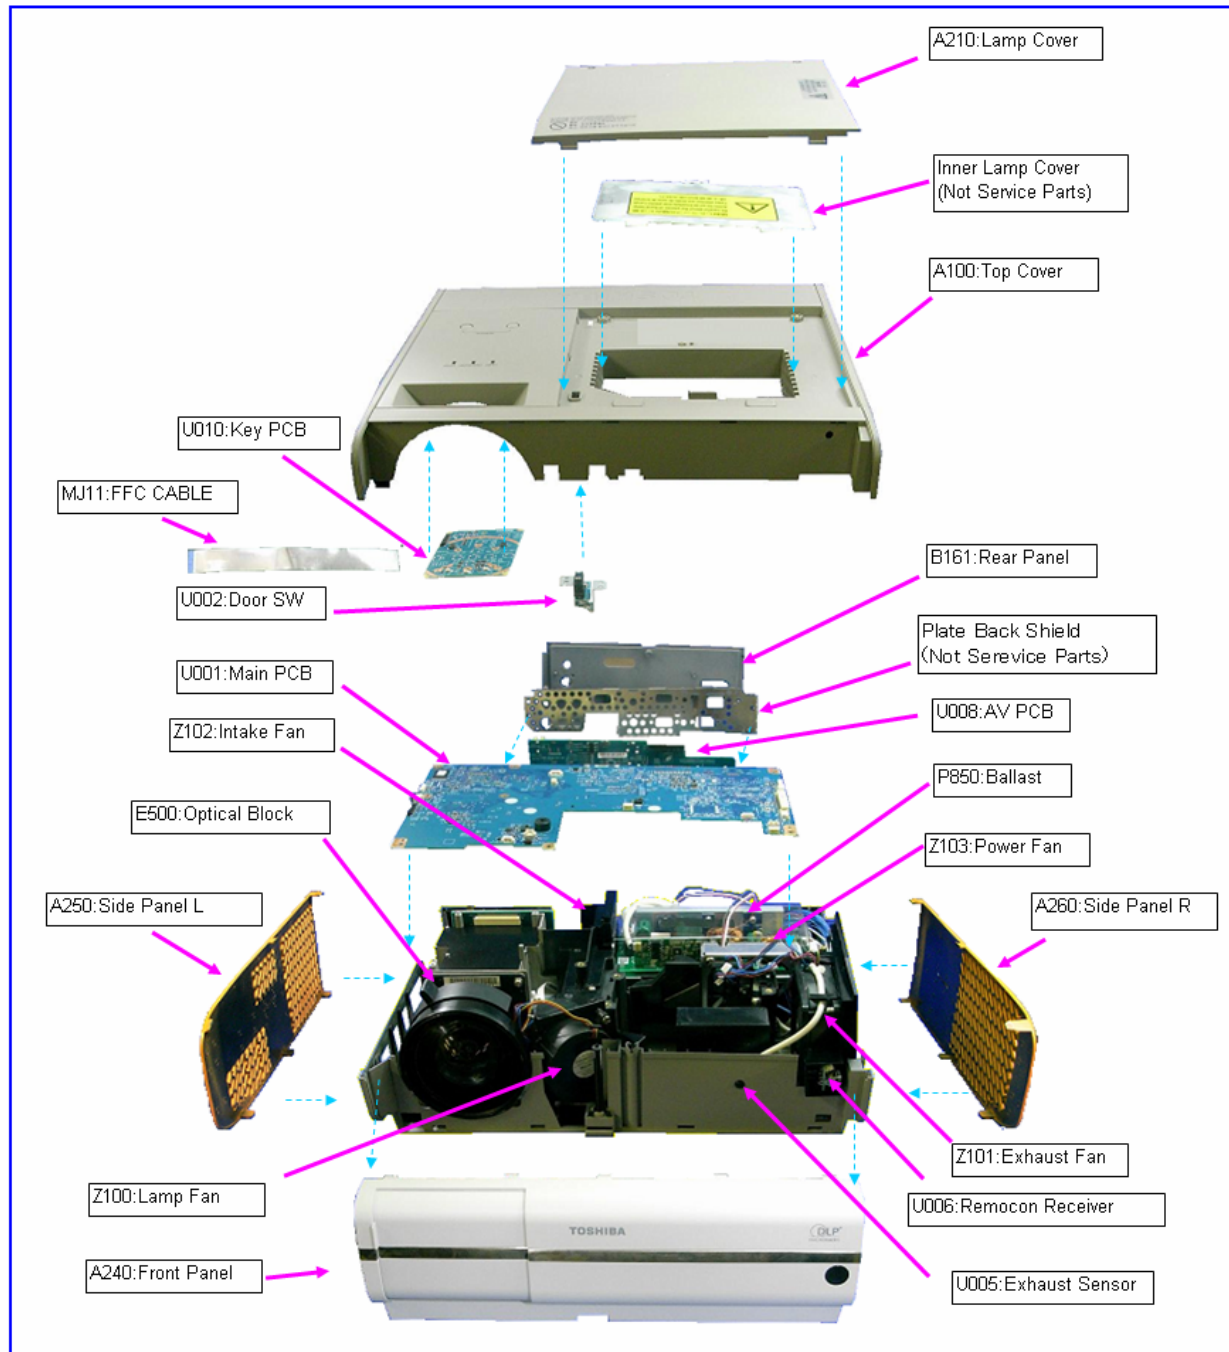 A210:Lamp Cover
Inner Lamp Cover
(Not Service Parts)
A100:Top Cover
U010:Key PCB
MJ11:FFC CABLE
U002:Door SW
B161:Rear Panel
Plate Back Shield
(Not Serevice Parts)
U001:Main PCB
U008:AV PCB
Z102:Intake Fan
P850:Ballast
E500:Optical Block
Z103:Power Fan
A250:Side Panel L
A260:Side Panel R
Z101:Exhaust Fan
Z100:Lamp Fan
U006:Remocon Receiver
TOSHIBA
DLP
A240:Front Panel
U005:Exhaust Sensor